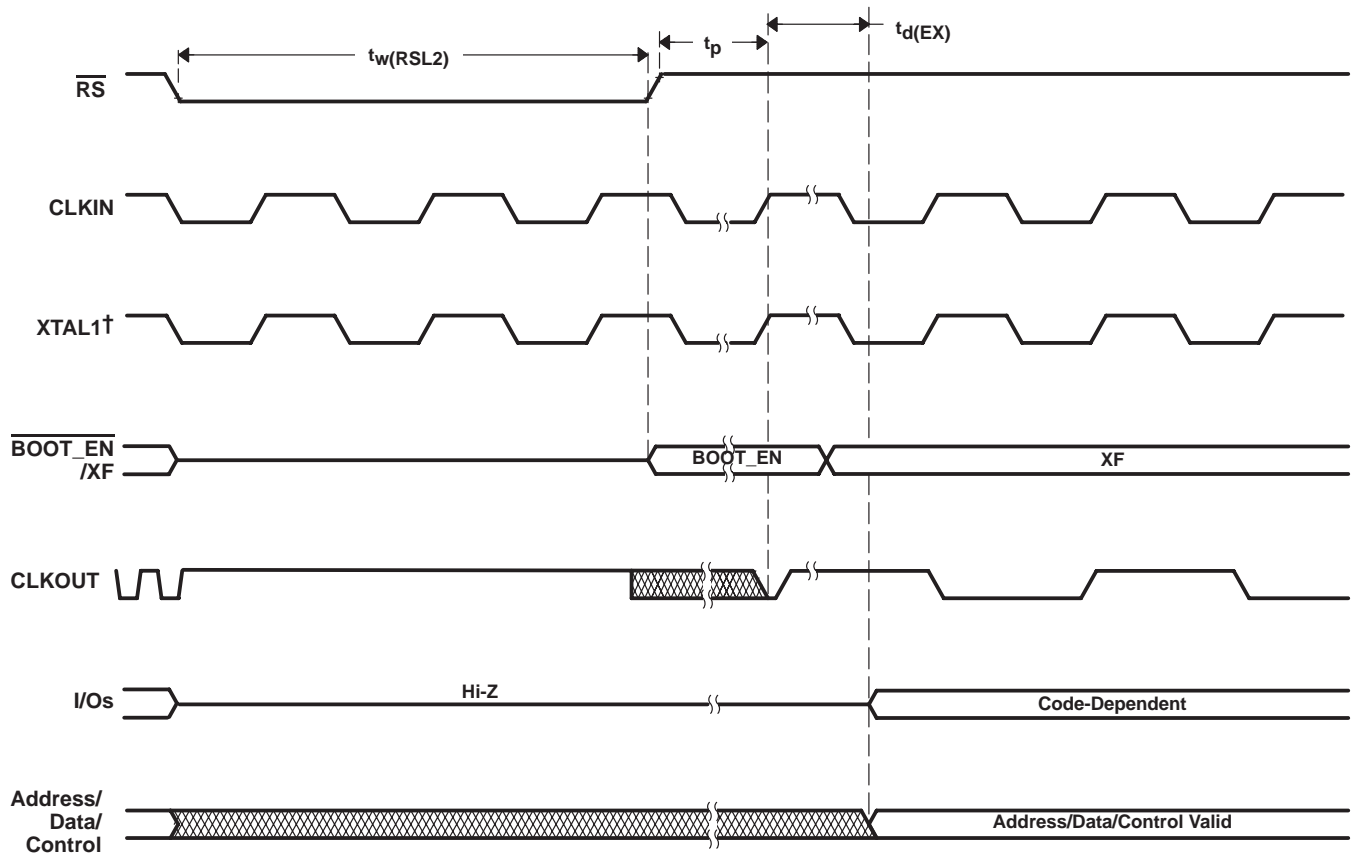 tw(RSL2)
tp
td(EX)
RS
CLKIN
XTAL1†
BOOT_EN
/XF
BOOT_EN
XF
CLKOUT
I/Os
Hi-Z
Code-Dependent
Address/
Data/
Control
Address/Data/Control Valid